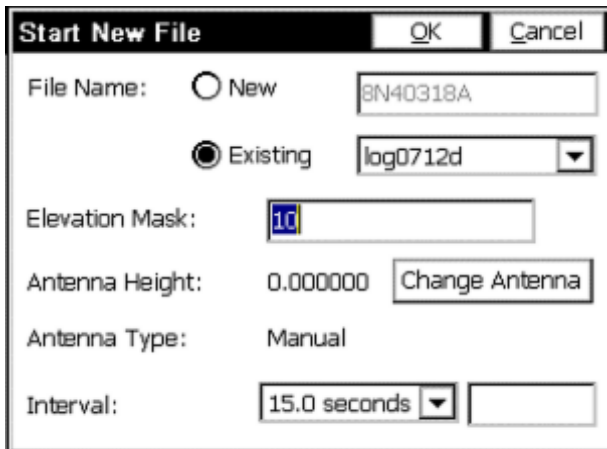 Start New File OK Cancel
File Name: New 8N40318A
Existing log0712d
Elevation Mask: 10
Antenna Height: 0.000000 Change Antenna
Antenna Type: Manual
Interval: 15.0 seconds